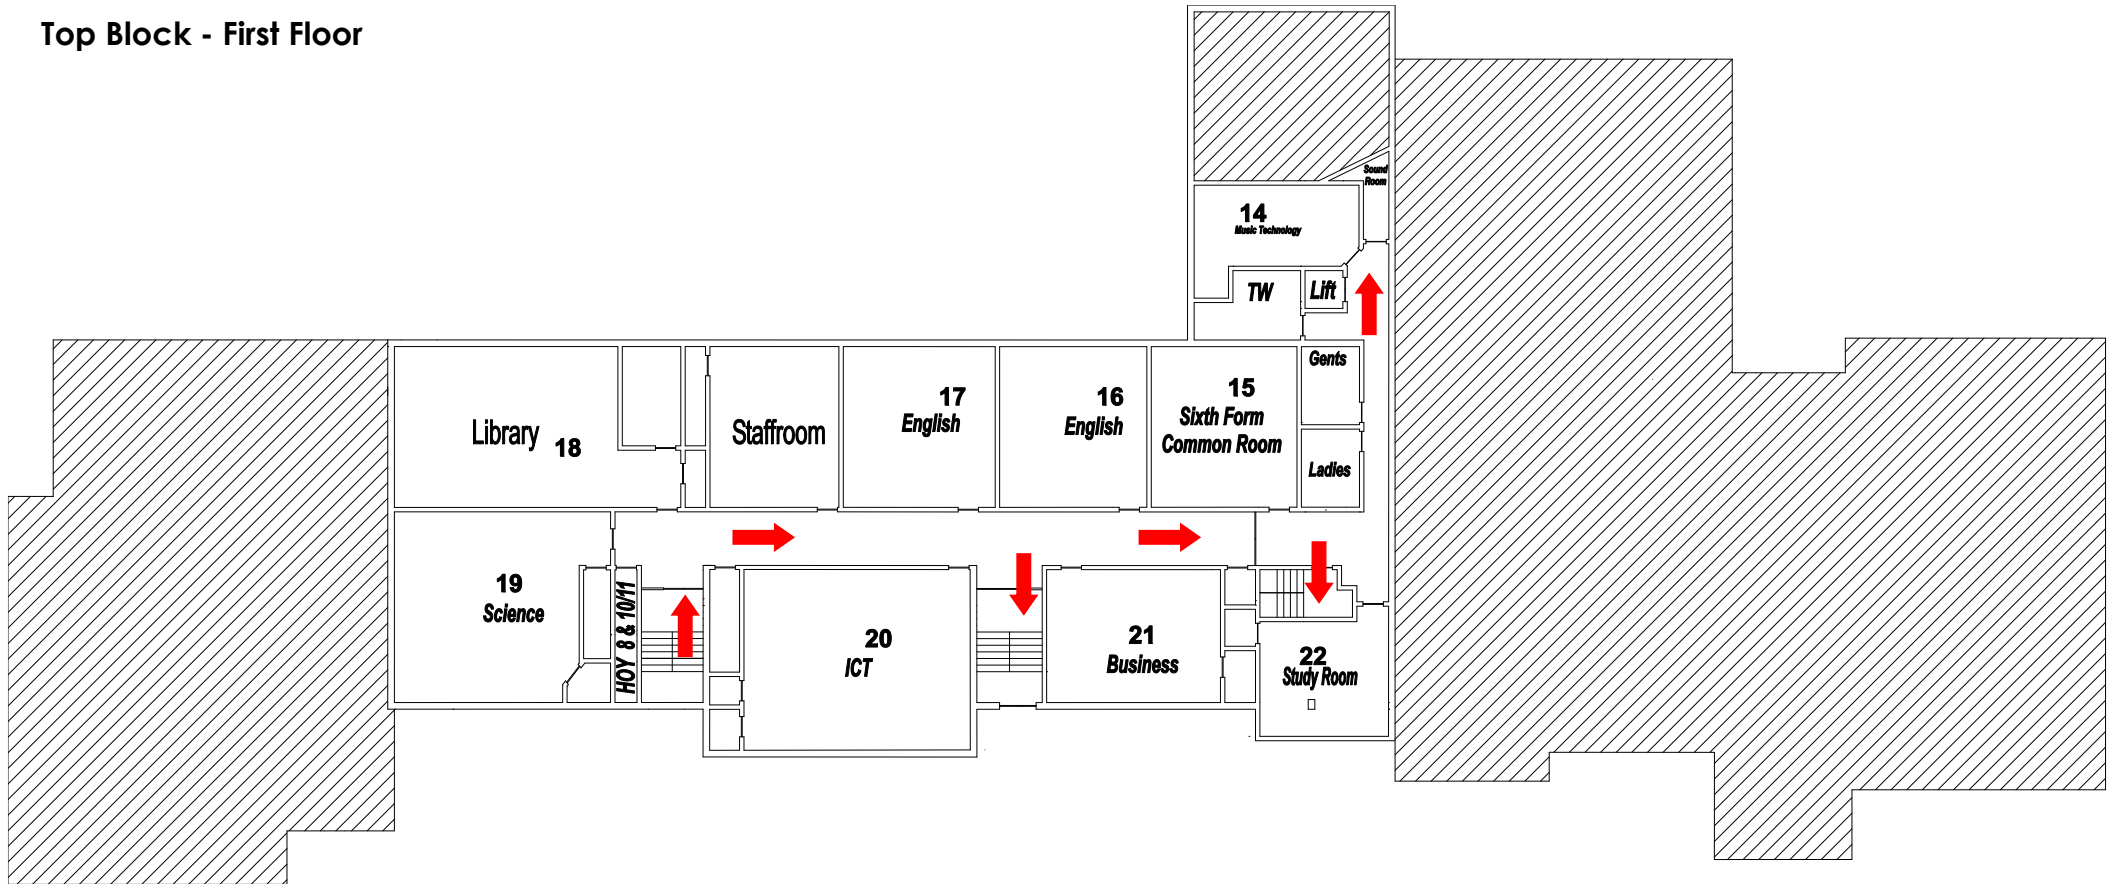 Top Block - First Floor
Sound
Room
14
Music Technology
TW
Lift
Gents
Library 18
Staffroom
17
English
16
English
15
Sixth Form
Common Room
Ladies
19
Science
HOY 8 & 10/11
20
ICT
21
Business
22
Study Room